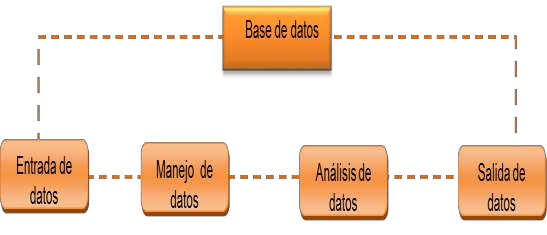 Base de datos
Entrada de
datos
Manejo de
datos
Análisis de
datos
Salida de
datos